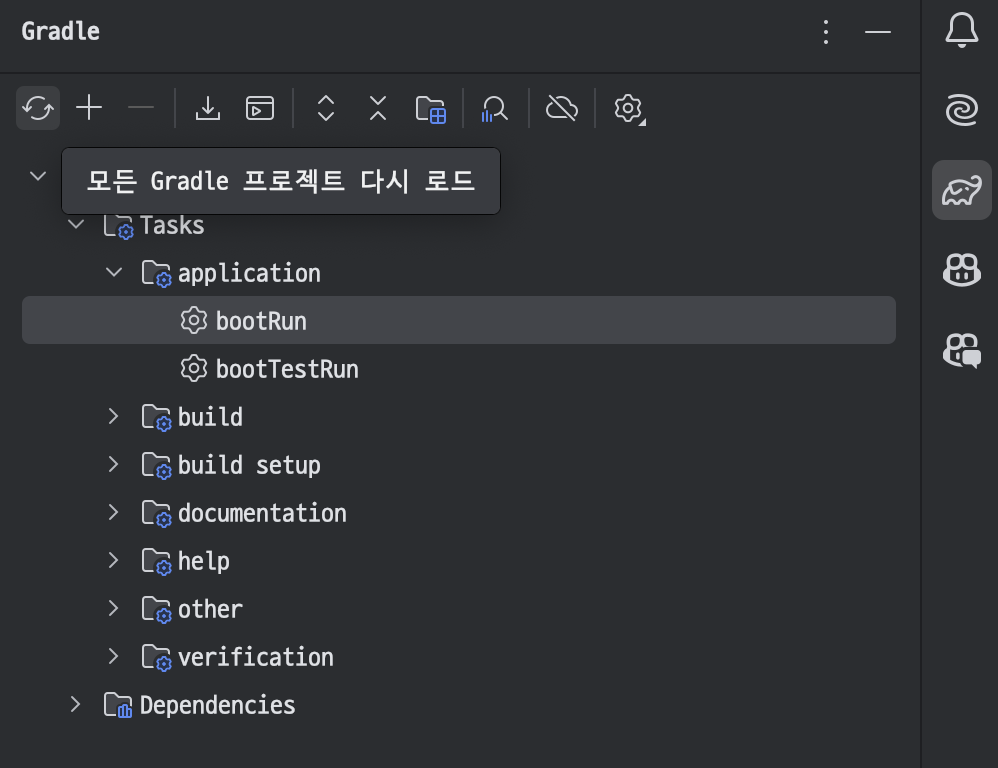 Gradle
모든 Gradle 프로젝트 다시 로드
Tasks
application
bootRun
bootTestRun
build
build setup
documentation
help
other
verification
Dependencies